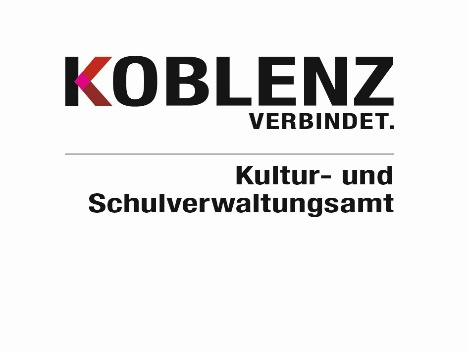 KOBLENZ
VERBINDET.
Kultur- und
Schulverwaltungsamt